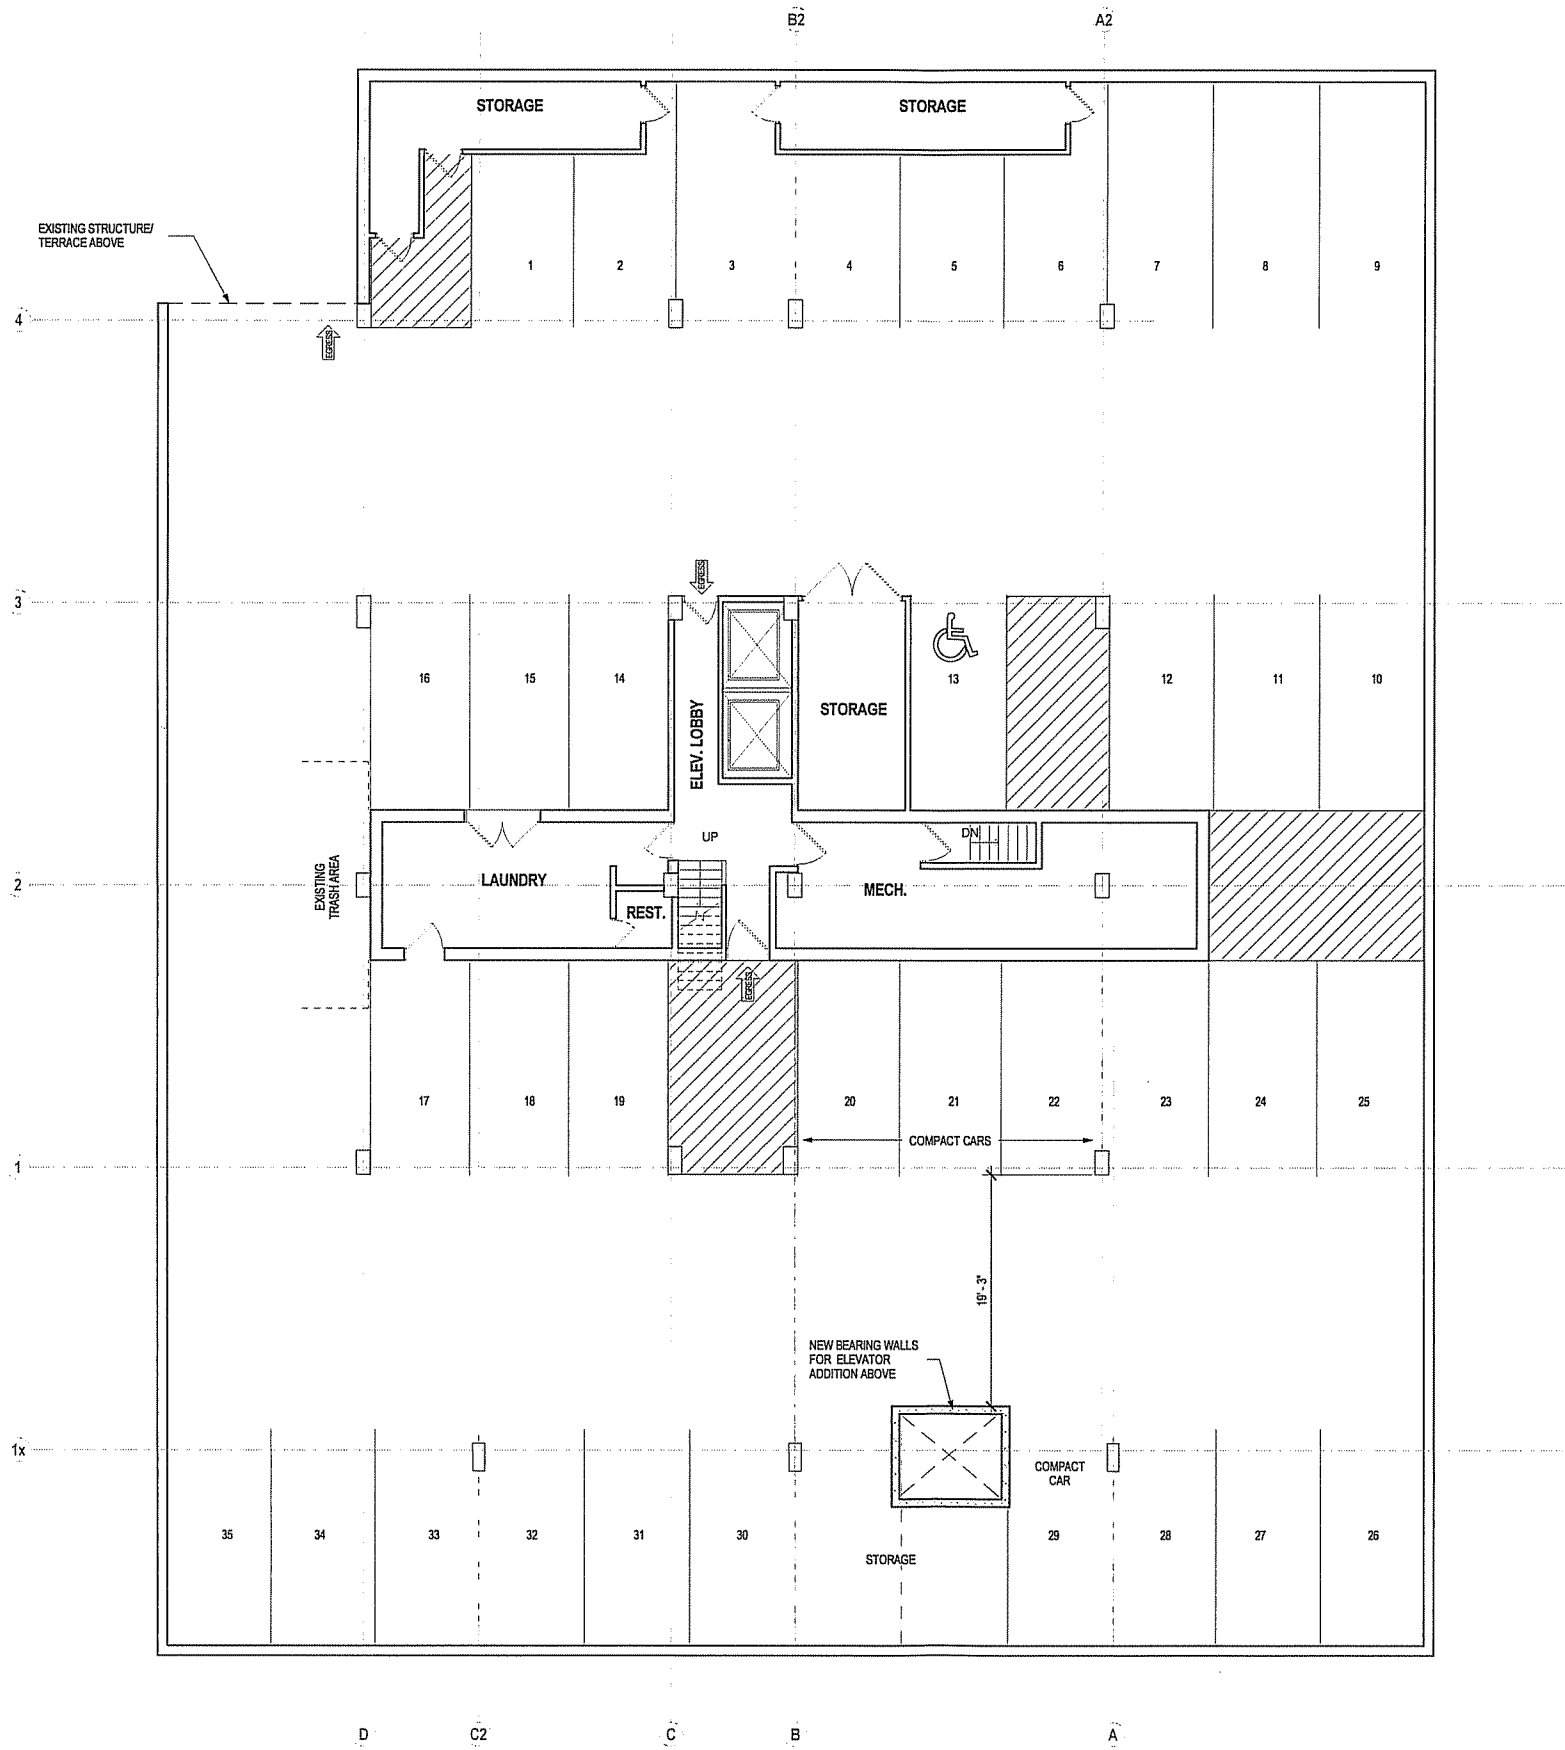 B2
A2
STORAGE
STORAGE
EXISTING STRUCTURE/
TERRACE ABOVE
1
2
3
4
5
6
7
8
9
4
EGRESS
EGRESS
3
16
15
14
ELEV. LOBBY
STORAGE
13
12
11
10
UP
DN
EXISTING
TRASH AREA
LAUNDRY
REST.
MECH.
2
EGRESS
17
18
19
20
21
22
23
24
25
COMPACT CARS
1
19' - 3"
NEW BEARING WALLS
FOR ELEVATOR
ADDITION ABOVE
1x
COMPACT
CAR
35
34
33
32
31
30
STORAGE
29
28
27
26
D
C2
C
B
A